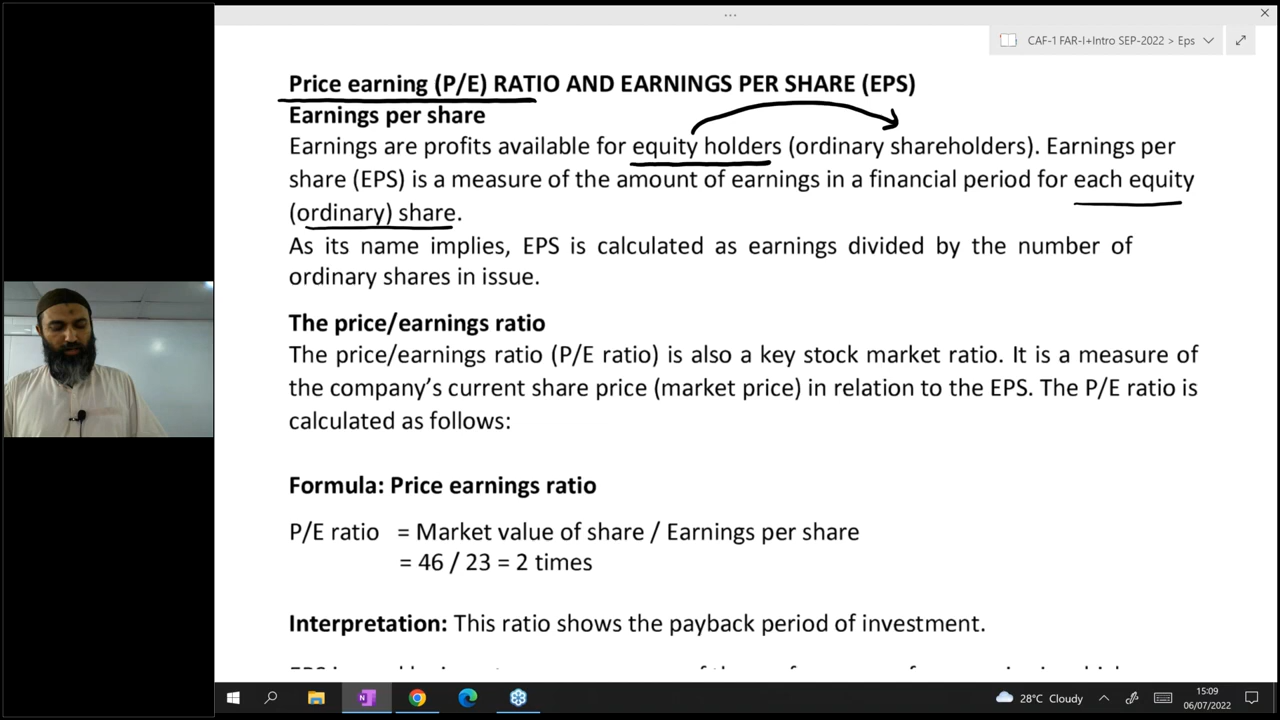 CAF-1 FAR-I+Intro SEP-2022 > Eps
Price earning (P/E) RATIO AND EARNINGS PER SHARE (EPS)
Earnings per share
Earnings are profits available for equity holders (ordinary shareholders). Earnings per
share (EPS) is a measure of the amount of earnings in a financial period for each equity
(ordinary) share.
As its name implies, EPS is calculated as earnings divided by the number of
ordinary shares in issue.
The price/earnings ratio
The price/earnings ratio (P/E ratio) is also a key stock market ratio. It is a measure of
the company’s current share price (market price) in relation to the EPS. The P/E ratio is
calculated as follows:
Formula: Price earnings ratio
P/E ratio = Market value of share / Earnings per share
= 46 / 23 = 2 times
Interpretation: This ratio shows the payback period of investment.
28°C Cloudy
15:09
06/07/2022